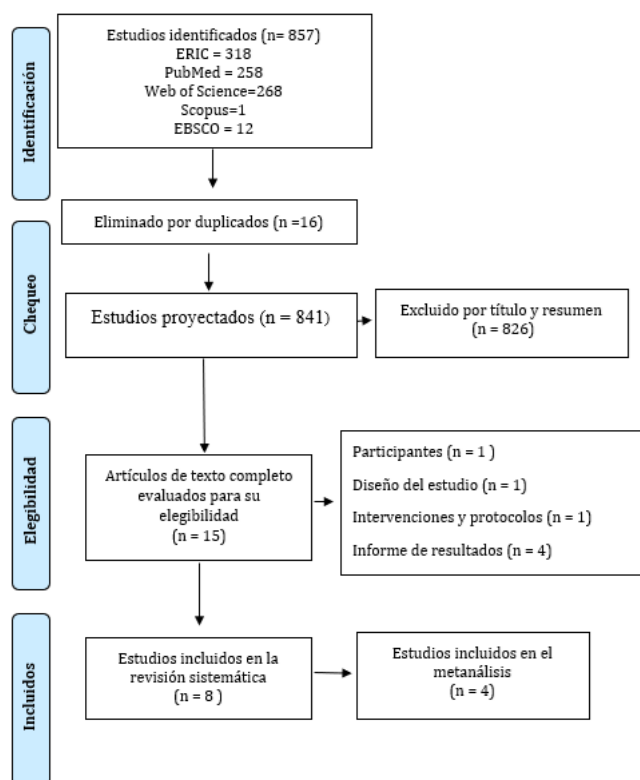 Identificación
Estudios identificados (n= 857)
ERIC = 318
PubMed = 258
Web of Science=268
Scopus=1
EBSCO = 12
Chequeo
Eliminado por duplicados (n =16)
Estudios proyectados (n = 841)
Excluido por título y resumen
(n = 826)
Elegibilidad
Artículos de texto completo
evaluados para su
elegibilidad
(n = 15)
Participantes (n = 1 )
Diseño del estudio (n = 1)
Intervenciones y protocolos (n = 1)
Informe de resultados (n = 4)
Incluidos
Estudios incluidos en la
revisión sistemática
(n = 8 )
Estudios incluidos en el
metanálisis
(n = 4)